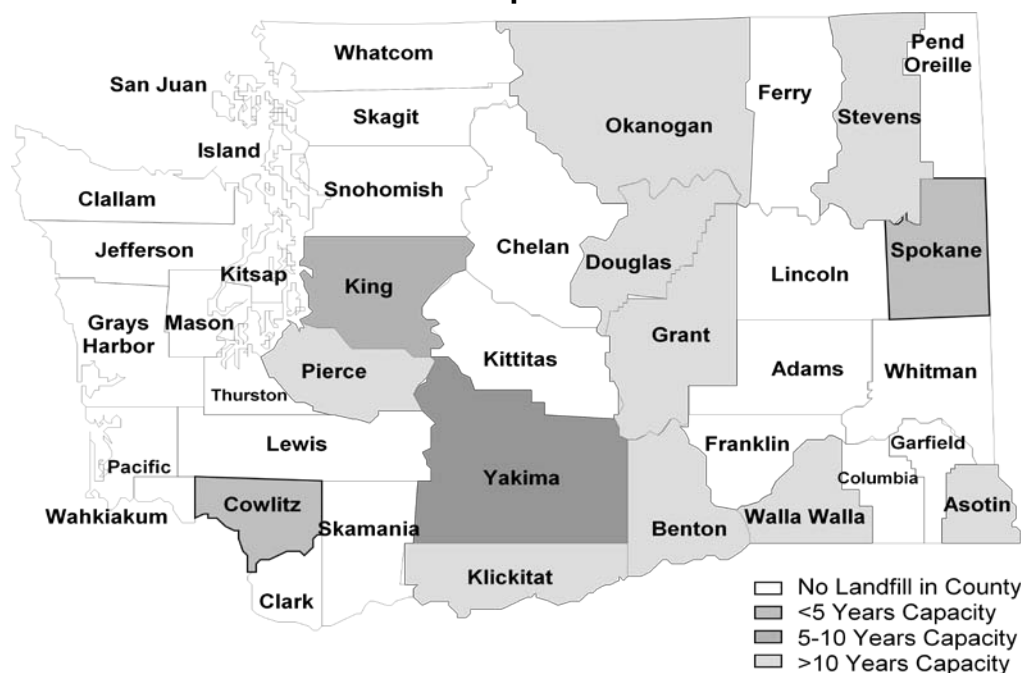 Whatcom
Pend
Oreille
San Juan
Ferry
Skagit
Stevens
Okanogan
Island
Snohomish
Clallam
Chelan
Jefferson
Spokane
Douglas
Kitsap
Lincoln
King
Grays
Harbor
Mason
Grant
Kittitas
Pierce
Adams
Whitman
Thurston
Lewis
Franklin
Garfield
Pacific
Yakima
Columbia
Cowlitz
Asotin
Wahkiakum
Skamania
Benton
Walla Walla
Klickitat
Clark
No Landfill in County
<5 Years Capacity
5-10 Years Capacity
>10 Years Capacity